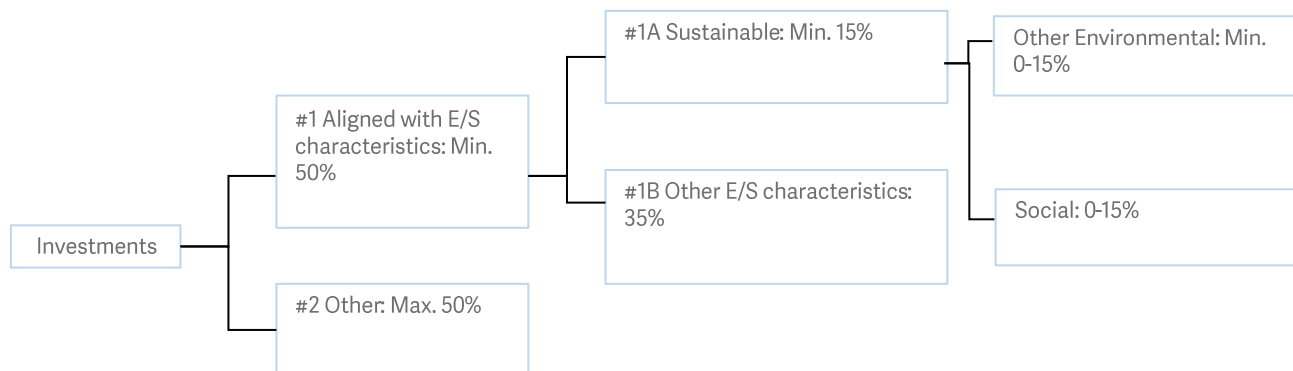 Investments
#1 Aligned with E/S
characteristics: Min.
50%
#2 Other: Max. 50%
#1A Sustainable: Min. 15%
#1B Other E/S characteristics:
35%
Other Environmental: Min.
0-15%
Social: 0-15%